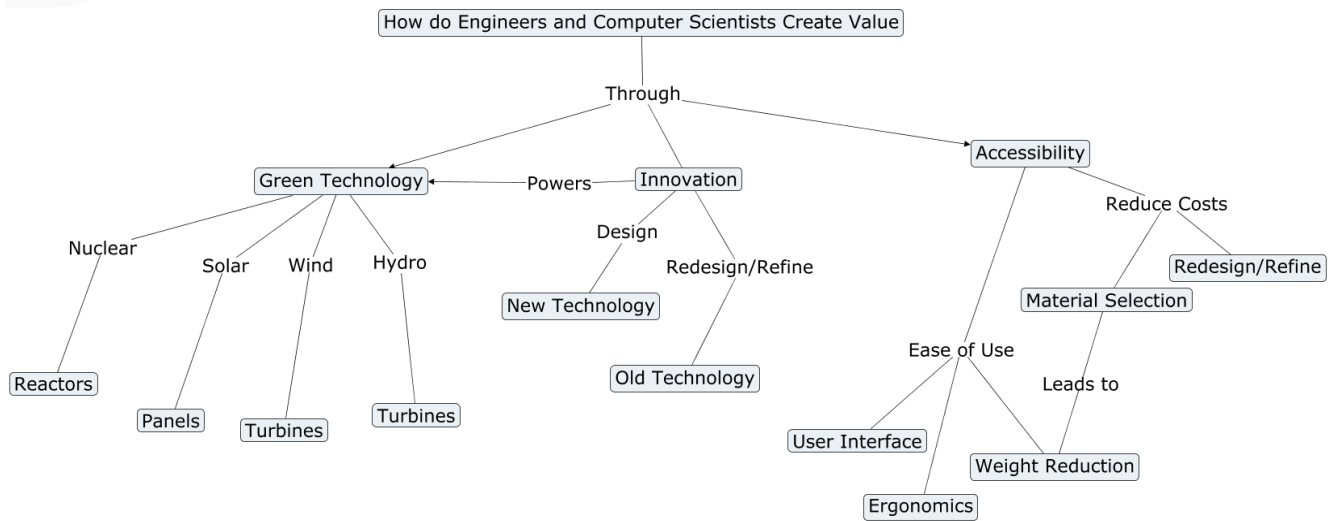 How do Engineers and Computer Scientists Create Value
Through
Accessibility
Green Technology
Powers
Innovation
Reduce Costs
Design
Nuclear
Solar
Wind
Hydro
Redesign/Refine
Redesign/Refine
New Technology
Material Selection
Ease of Use
Reactors
Old Technology
Leads to
Panels
Turbines
Turbines
User Interface
Weight Reduction
Ergonomics